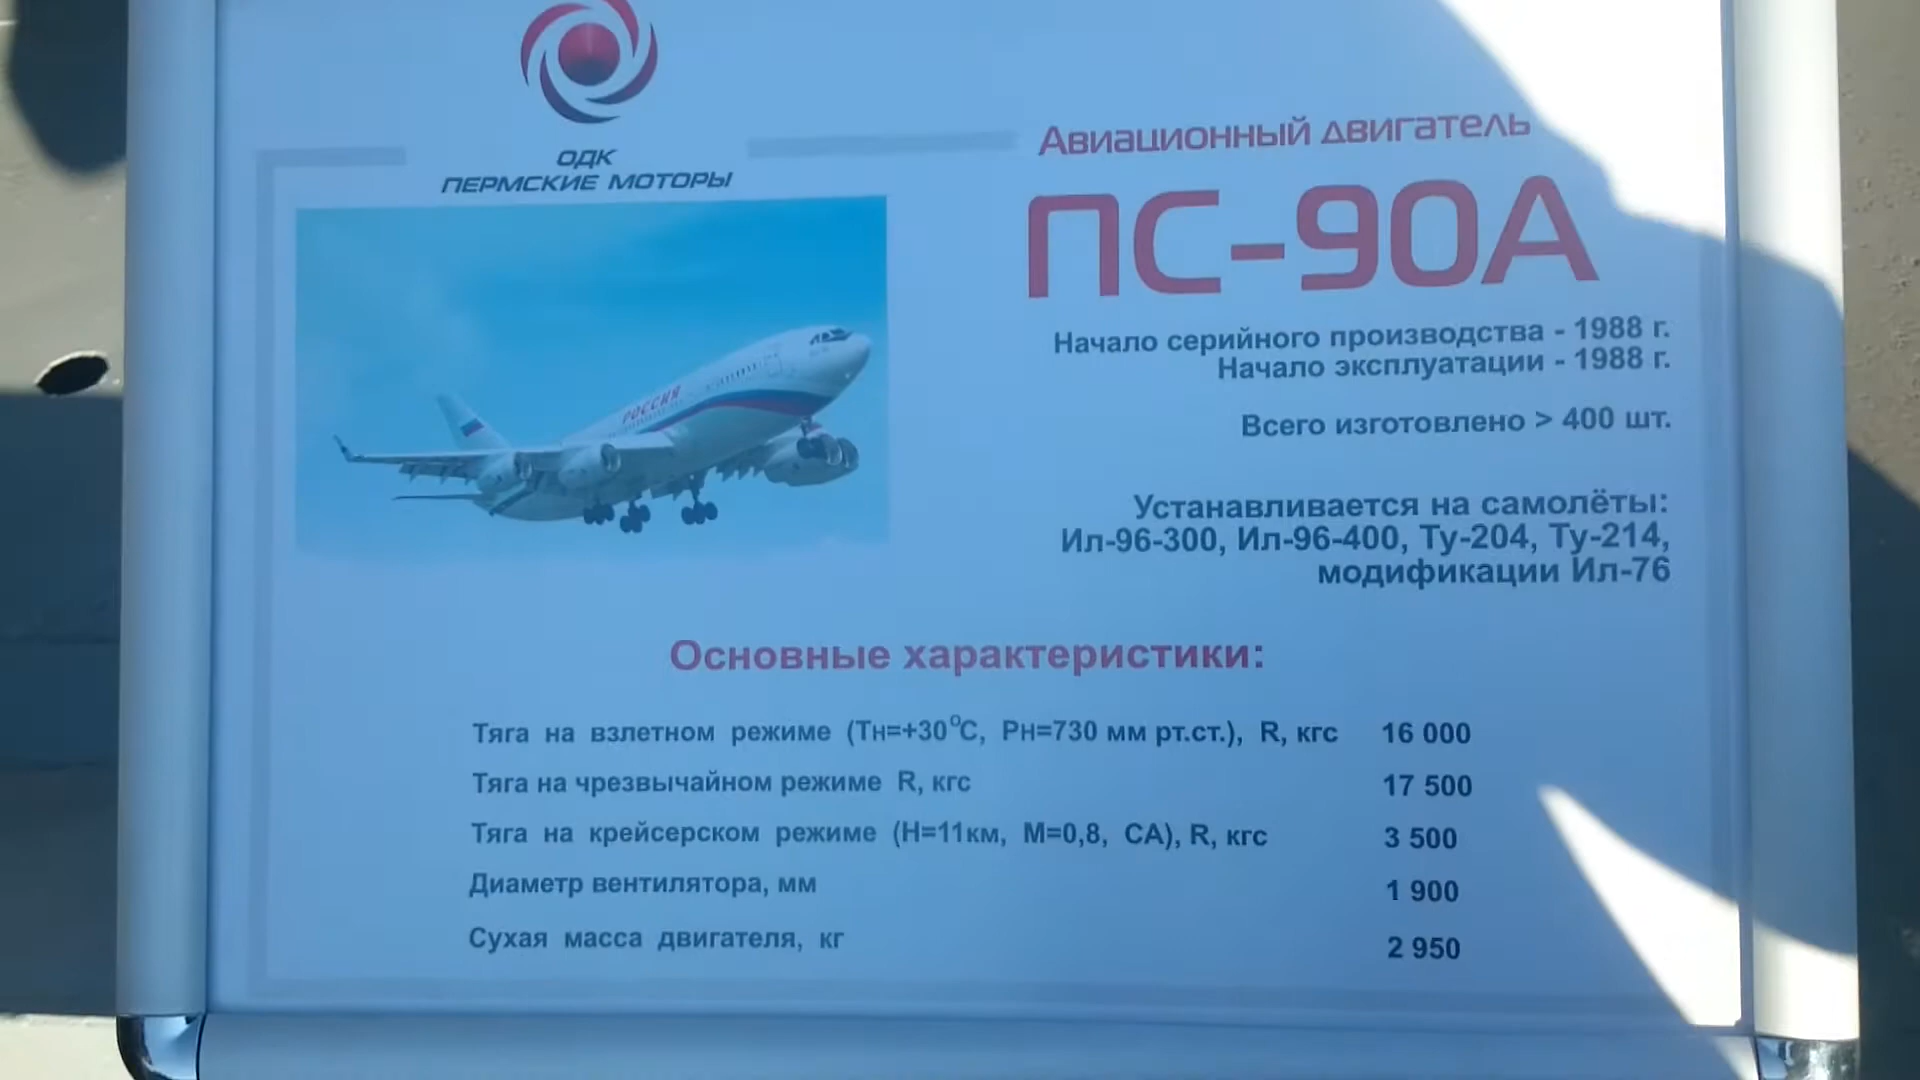 ОДК
ПЕРМСКИЕ МОТОРЫ
Авиационный двигатель
ПС-90А
РОССИЯ
Начало серийного производства - 1988 г.
Начало эксплуатации - 1988 г.
Всего изготовлено > 400 шт.
Устанавливается на самолёты:
Ил-96-300, Ил-96-400, Ту-204, Ту-214,
модификации Ил-76
Основные характеристики:
Тяга на взлетном режиме (Тн=+30°С, Рн=730 мм рт.ст.), R, кгс 16 000
Тяга на чрезвычайном режиме R, кгс 17 500
Тяга на крейсерском режиме (Н=11км, М=0,8, СА), R, кгс 3 500
Диаметр вентилятора, мм 1 900
Сухая масса двигателя, кг 2 950